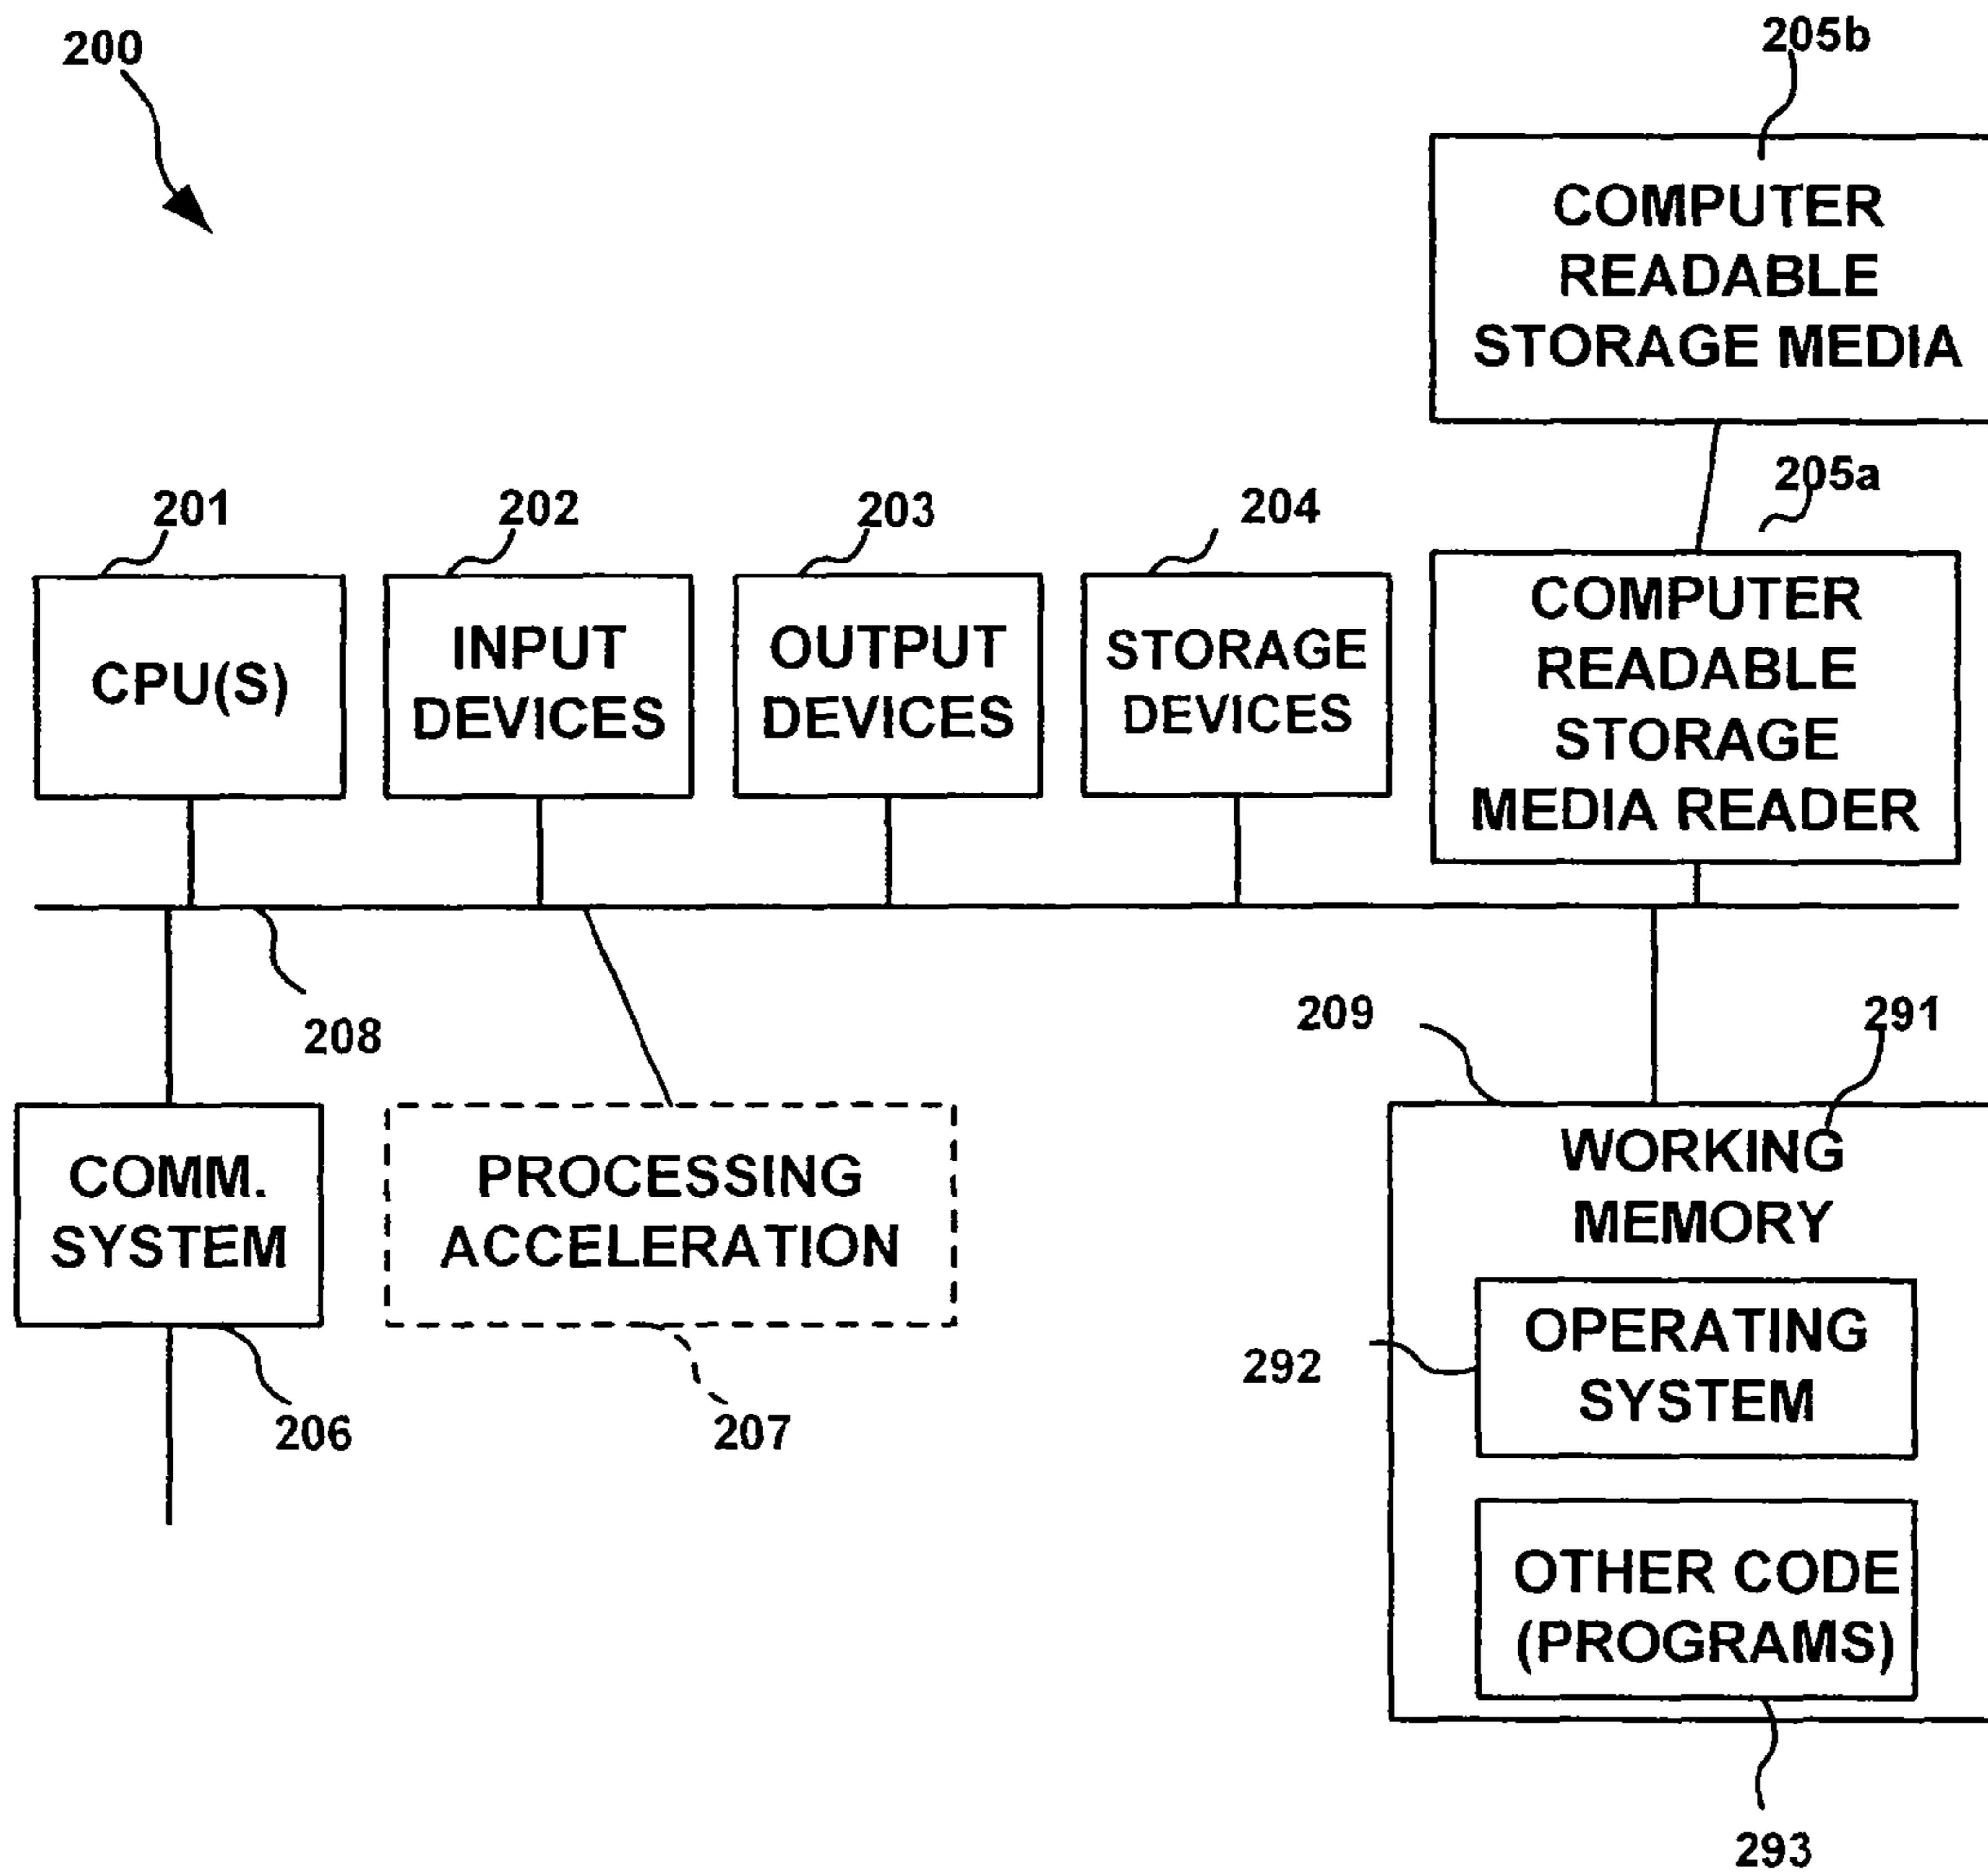 200
205b
COMPUTER
READABLE
STORAGE MEDIA
205a
201
202
203
204
CPU(S)
INPUT
DEVICES
OUTPUT
DEVICES
STORAGE
DEVICES
COMPUTER
READABLE
STORAGE
MEDIA READER
208
209
291
COMM.
SYSTEM
PROCESSING
ACCELERATION
WORKING
MEMORY
206
207
292
OPERATING
SYSTEM
OTHER CODE
(PROGRAMS)
293